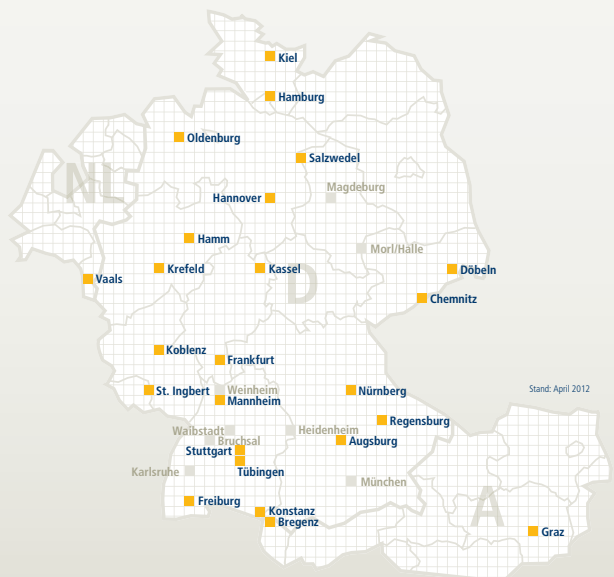 Kiel
Hamburg
Oldenburg
Salzwedel
NL
Magdeburg
Hannover
Hamm
Morl/Halle
Krefeld
Kassel
D
Döbeln
Vaals
Chemnitz
Koblenz
Frankfurt
St. Ingbert
Weinheim
Nürnberg
Stand: April 2012
Mannheim
Regensburg
Waibstadt
Heidenheim
Bruchsal
Augsburg
Stuttgart
Karlsruhe
Tübingen
München
Freiburg
A
Konstanz
Bregenz
Graz